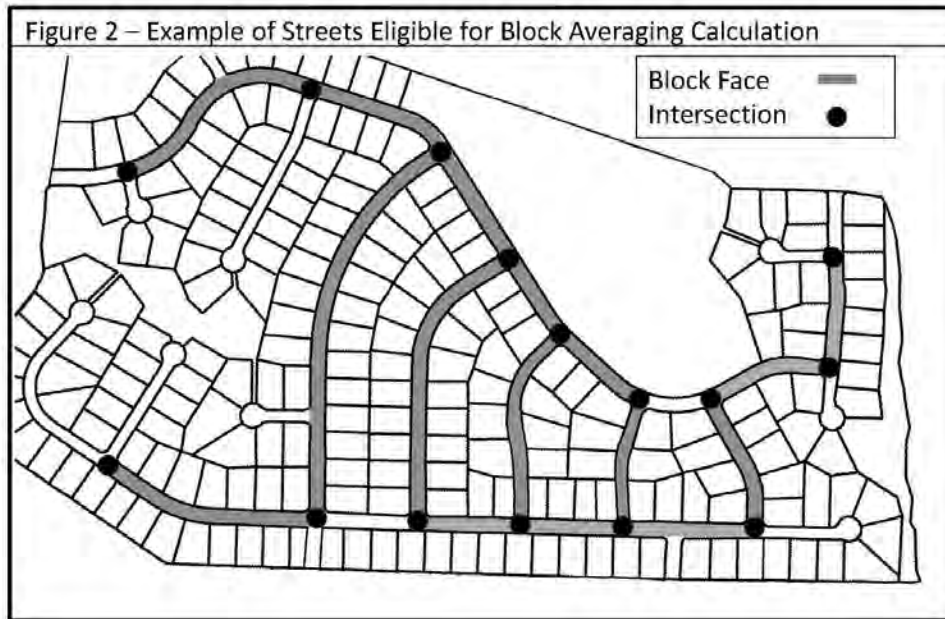 Figure 2 – Example of Streets Eligible for Block Averaging Calculation
Block Face
Intersection